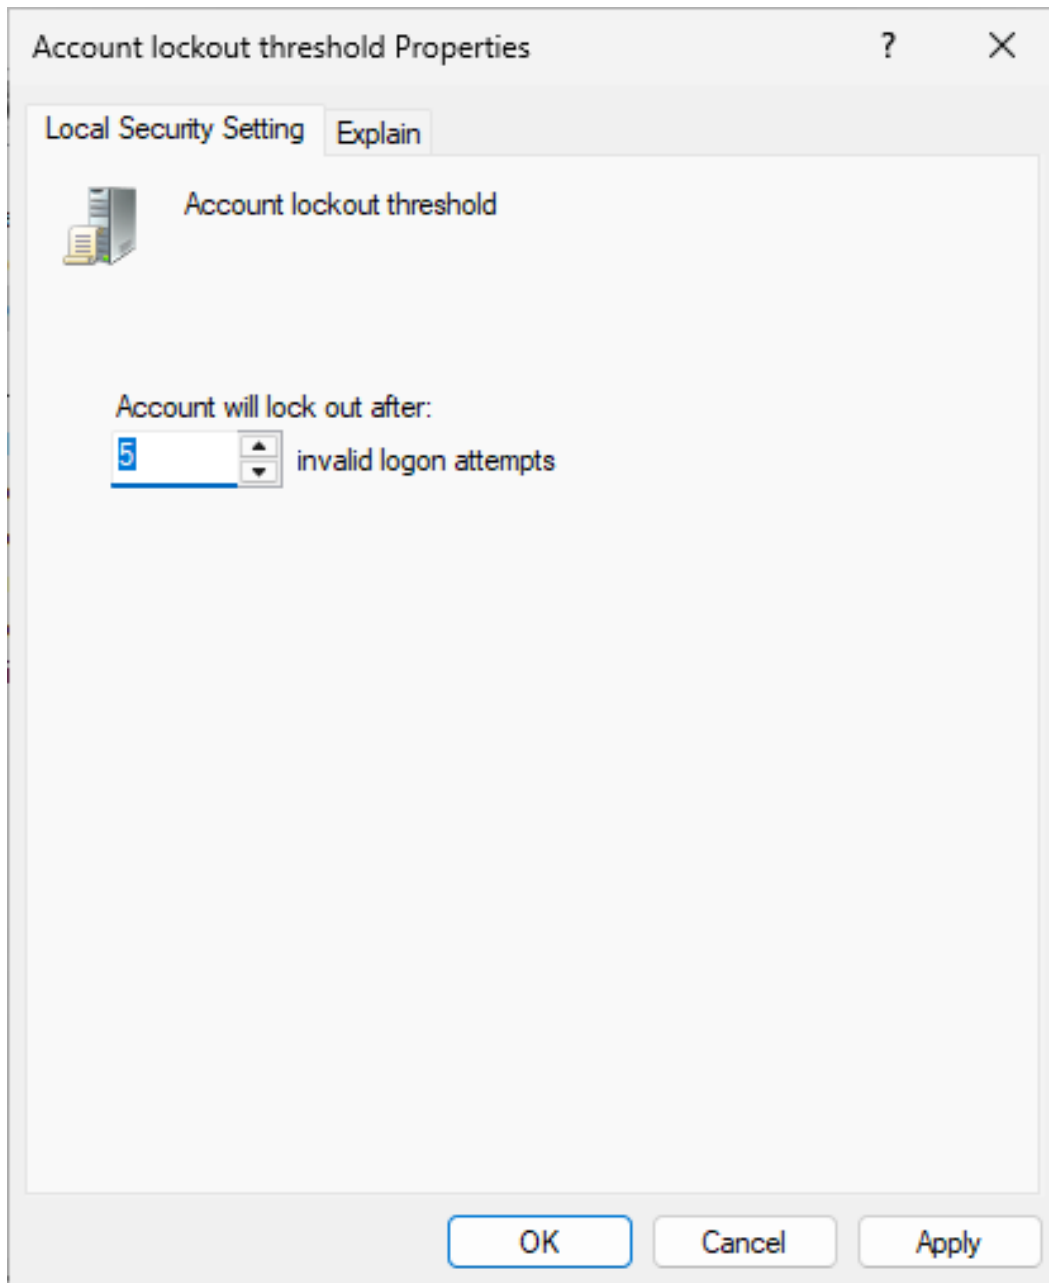 Account lockout threshold Properties
?
Local Security Setting
Explain
Account lockout threshold
Account will lock out after:
5
invalid logon attempts
OK
Cancel
Apply